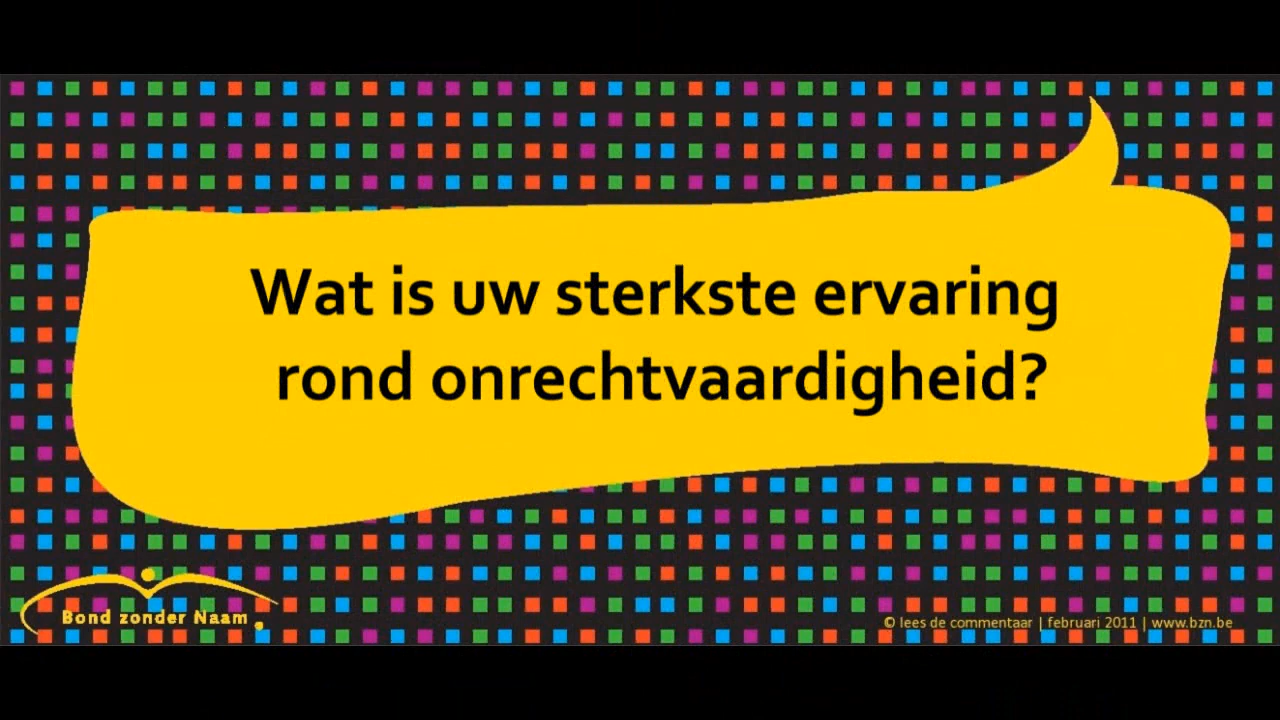 Wat is uw sterkste ervaring
rond onrechtvaardigheid?
Bond zonder Naam
© lees de commentaar | februari 2011 | www.bzn.be